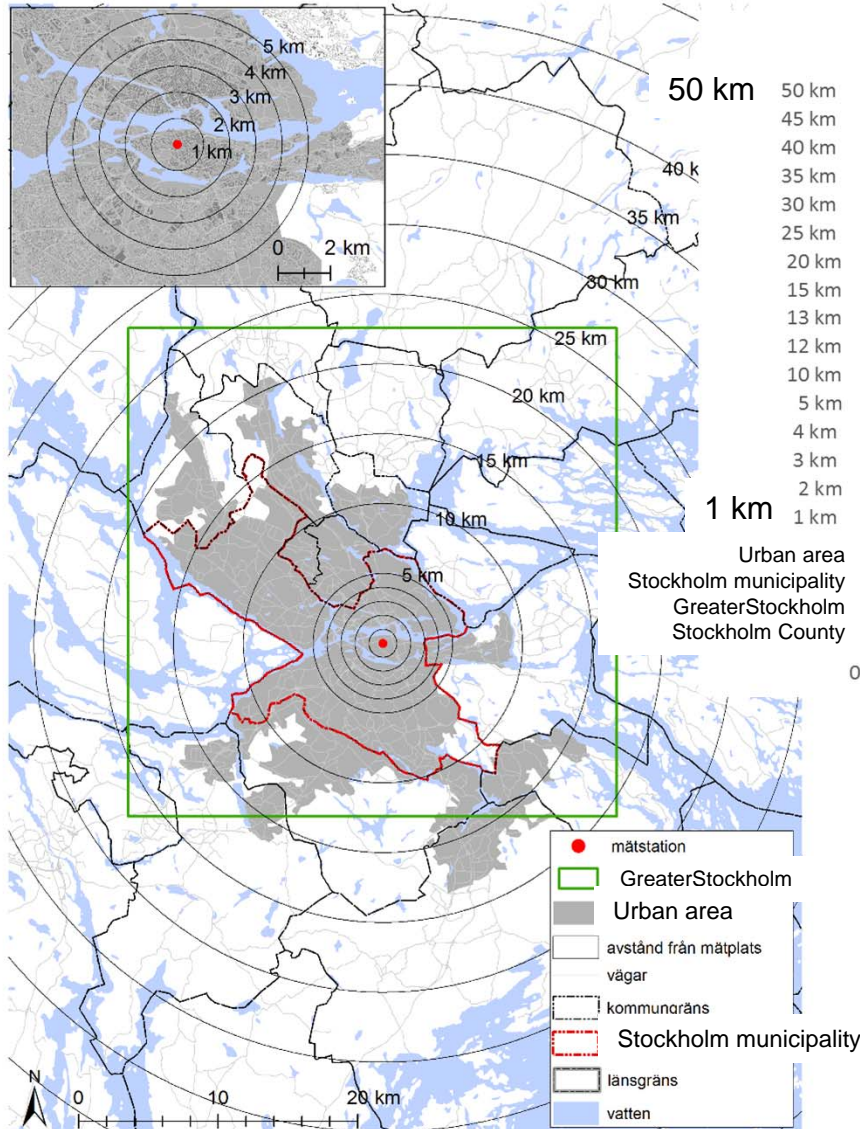 5 km
4 km
3 km
2 km
1 km
0 2 km
50 km
50 km
45 km
40 km
35 km
30 km
25 km
20 km
15 km
13 km
12 km
10 km
5 km
4 km
3 km
2 km
1 km
1 km
Urban area
Stockholm municipality
GreaterStockholm
Stockholm County
0
40
35 km
30 km
25 km
20 km
15 km
10 km
5 km
mätstation
GreaterStockholm
Urban area
avstånd från mätplats
vägar
kommungräns
Stockholm municipality
länsgräns
vatten
N
0 20 km